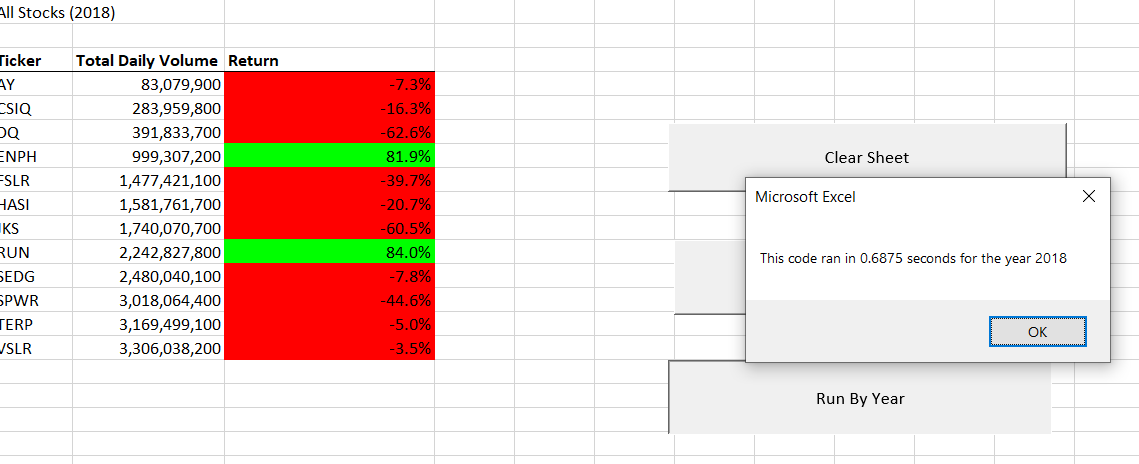 All Stocks (2018)
Ticker Total Daily Volume Return
AY 83,079,900 -7.3%
CSIQ 283,959,800 -16.3%
DQ 391,833,700 -62.6%
ENPH 999,307,200 81.9%
FSLR 1,477,421,100 -39.7%
HASI 1,581,761,700 -20.7%
JKS 1,740,070,700 -60.5%
RUN 2,242,827,800 84.0%
SEDG 2,480,040,100 -7.8%
SPWR 3,018,064,400 -44.6%
TERP 3,169,499,100 -5.0%
VSLR 3,306,038,200 -3.5%
Clear Sheet
Microsoft Excel
This code ran in 0.6875 seconds for the year 2018
OK
Run By Year